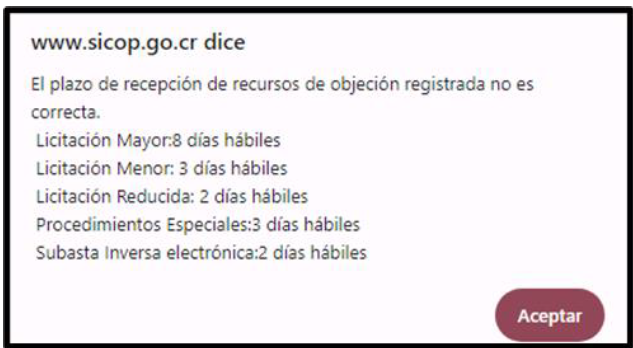 www.sicop.go.cr dice
El plazo de recepción de recursos de objeción registrada no es
correcta.
Licitación Mayor:8 días hábiles
Licitación Menor: 3 días hábiles
Licitación Reducida: 2 días hábiles
Procedimientos Especiales:3 días hábiles
Subasta Inversa electrónica:2 días hábiles
Aceptar